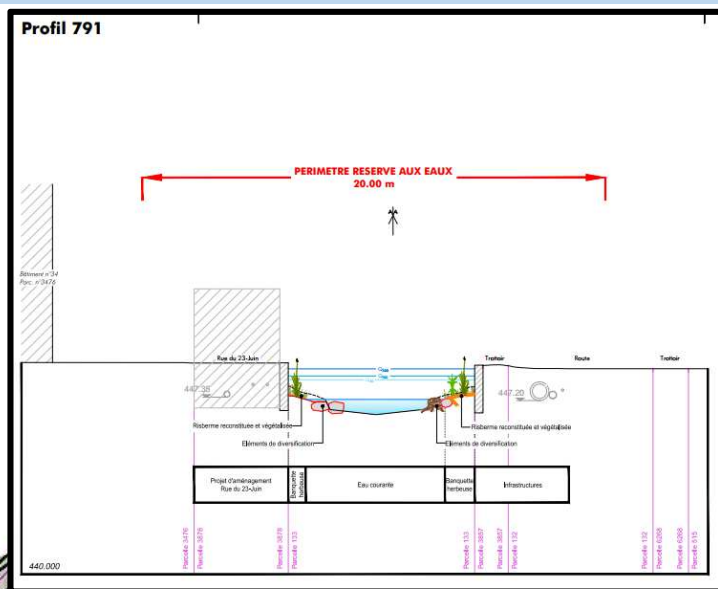 Profil 791
PERIMETRE RESERVE AUX EAUX
20.00 m
Bâtiment n°34
Parc. n°3476
Rue du 23-Juin
Trottoir
Route
Trottoir
447.38
447.20
Risberme reconstituée et végétalisée
Risberme reconstituée et végétalisée
Eléments de diversification
Eléments de diversification
Projet d'aménagement
Rue du 23-Juin
Banquette
herbeuse
Eau courante
Banquette
herbeuse
Infrastructures
Parcelle 3476
Parcelle 3878
Parcelle 3878
Parcelle 133
Parcelle 133
Parcelle 3857
Parcelle 3857
Parcelle 132
Parcelle 132
Parcelle 6268
Parcelle 6268
Parcelle 515
440.000